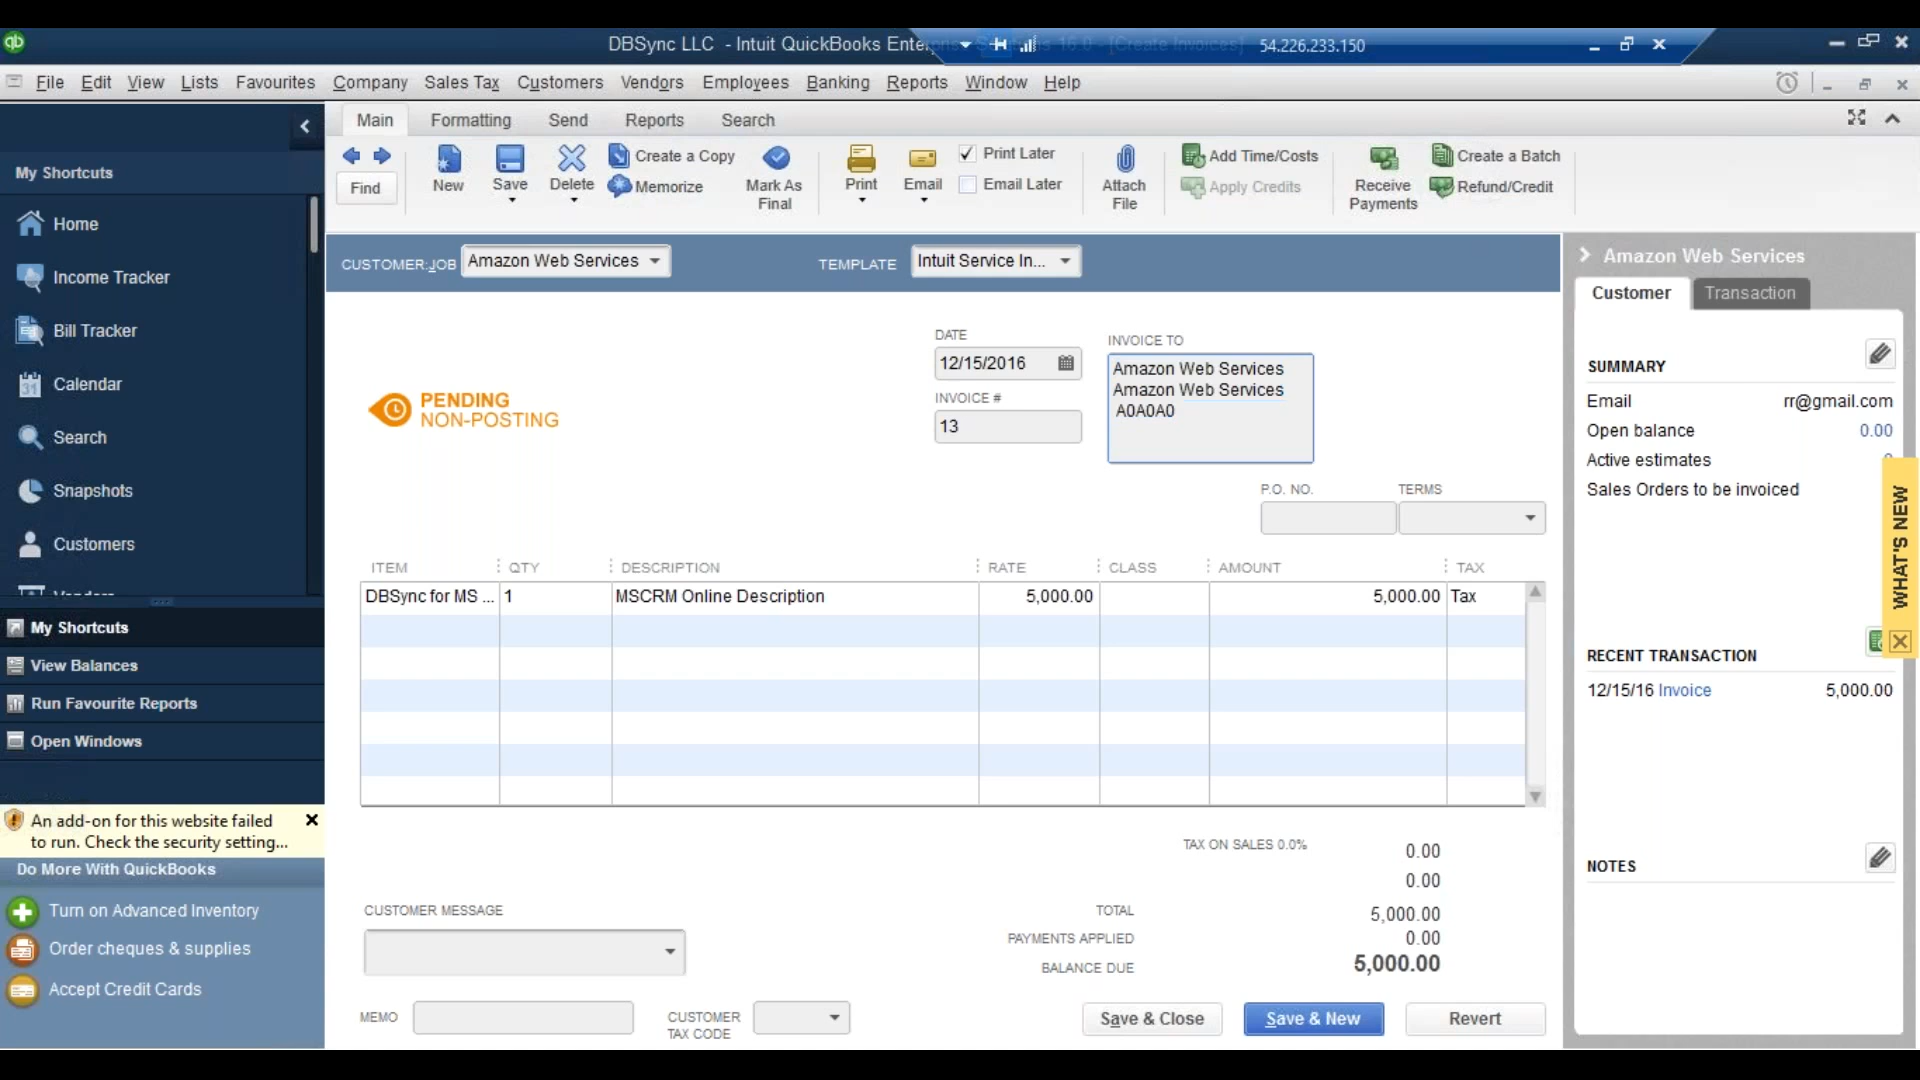 DBSync LLC - Intuit QuickBooks Enterprise Solutions 16.0 - [Create Invoices]
54.226.233.150
File Edit View Lists Favourites Company Sales Tax Customers Vendors Employees Banking Reports Window Help
Main Formatting Send Reports Search
Find
New
Save
Delete
Create a Copy
Memorize
Mark As
Final
Print
Email
Print Later
Email Later
Attach
File
Add Time/Costs
Apply Credits
Receive
Payments
Create a Batch
Refund/Credit
My Shortcuts
Home
Income Tracker
Bill Tracker
Calendar
Search
Snapshots
Customers
My Shortcuts
View Balances
Run Favourite Reports
Open Windows
An add-on for this website failed
to run. Check the security setting...
Do More With QuickBooks
Turn on Advanced Inventory
Order cheques & supplies
Accept Credit Cards
CUSTOMER:JOB Amazon Web Services
TEMPLATE Intuit Service In...
PENDING
NON-POSTING
DATE
12/15/2016
INVOICE #
13
INVOICE TO
Amazon Web Services
Amazon Web Services
A0A0A0
P.O. NO. TERMS
ITEM QTY DESCRIPTION RATE CLASS AMOUNT TAX
DBSync for MS ... 1 MSCRM Online Description 5,000.00 5,000.00 Tax
TAX ON SALES 0.0% 0.00
0.00
TOTAL 5,000.00
PAYMENTS APPLIED 0.00
BALANCE DUE 5,000.00
CUSTOMER MESSAGE
MEMO
CUSTOMER
TAX CODE
Save & Close
Save & New
Revert
Amazon Web Services
Customer Transaction
SUMMARY
Email rr@gmail.com
Open balance 0.00
Active estimates
Sales Orders to be invoiced
RECENT TRANSACTION
12/15/16 Invoice 5,000.00
NOTES
WHAT'S NEW